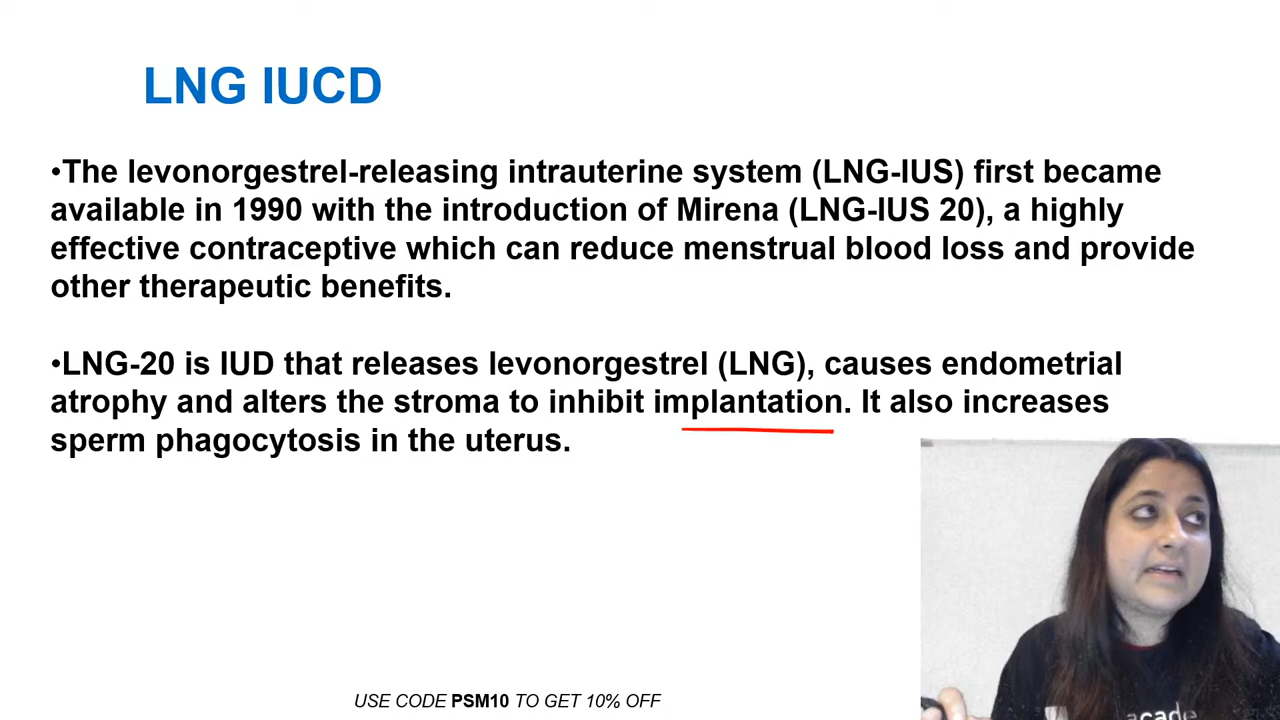 LNG IUCD
•The levonorgestrel-releasing intrauterine system (LNG-IUS) first became
available in 1990 with the introduction of Mirena (LNG-IUS 20), a highly
effective contraceptive which can reduce menstrual blood loss and provide
other therapeutic benefits.
•LNG-20 is IUD that releases levonorgestrel (LNG), causes endometrial
atrophy and alters the stroma to inhibit implantation. It also increases
sperm phagocytosis in the uterus.
USE CODE PSM10 TO GET 10% OFF